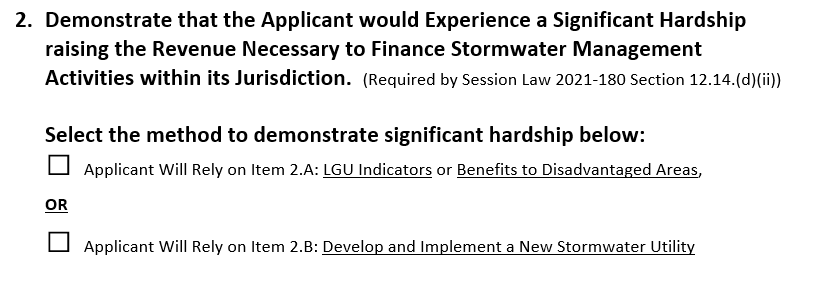 2. Demonstrate that the Applicant would Experience a Significant Hardship
raising the Revenue Necessary to Finance Stormwater Management
Activities within its Jurisdiction. (Required by Session Law 2021-180 Section 12.14.(d)(ii))
Select the method to demonstrate significant hardship below:
☐ Applicant Will Rely on Item 2.A: LGU Indicators or Benefits to Disadvantaged Areas,
OR
☐ Applicant Will Rely on Item 2.B: Develop and Implement a New Stormwater Utility